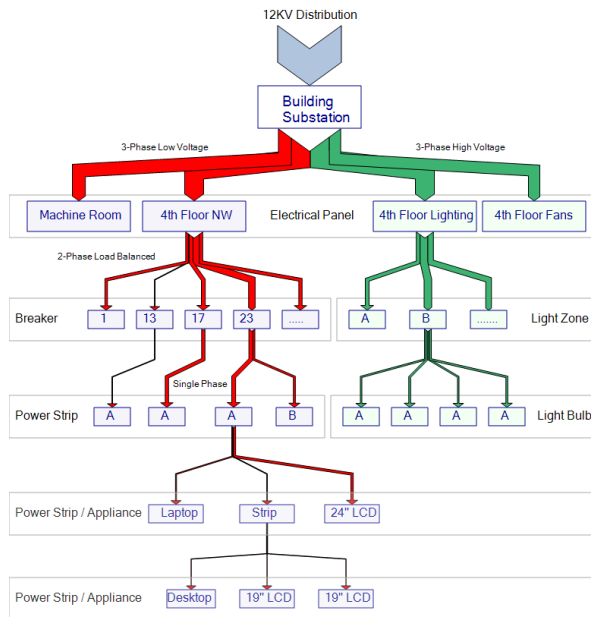 12KV Distribution
Building
Substation
3-Phase Low Voltage
3-Phase High Voltage
Machine Room
4th Floor NW
Electrical Panel
4th Floor Lighting
4th Floor Fans
2-Phase Load Balanced
Breaker
1
13
17
23
.....
A
B
.......
Light Zone
Single Phase
Power Strip
A
A
A
B
A
A
A
A
Light Bulb
Power Strip / Appliance
Laptop
Strip
24" LCD
Power Strip / Appliance
Desktop
19" LCD
19" LCD